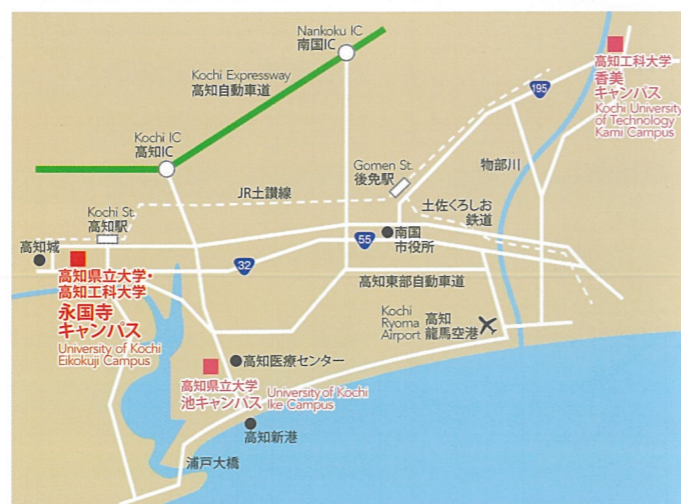 Nankoku IC
南国IC
Kochi Expressway
高知自動車道
高知工科大学
香美
キャンパス
Kochi University
of Technology
Kami Campus
195
Kochi IC
高知IC
Gomen St.
後免駅
物部川
JR土讃線
土佐くろしお
鉄道
Kochi St.
高知駅
高知城
南国
市役所
55
32
高知県立大学・
高知工科大学
永国寺
キャンパス
University of Kochi
Eikokuji Campus
高知東部自動車道
Kochi
Ryoma
Airport
高知
龍馬空港
高知医療センター
高知県立大学
池キャンパス
University of Kochi
Ike Campus
高知新港
浦戸大橋